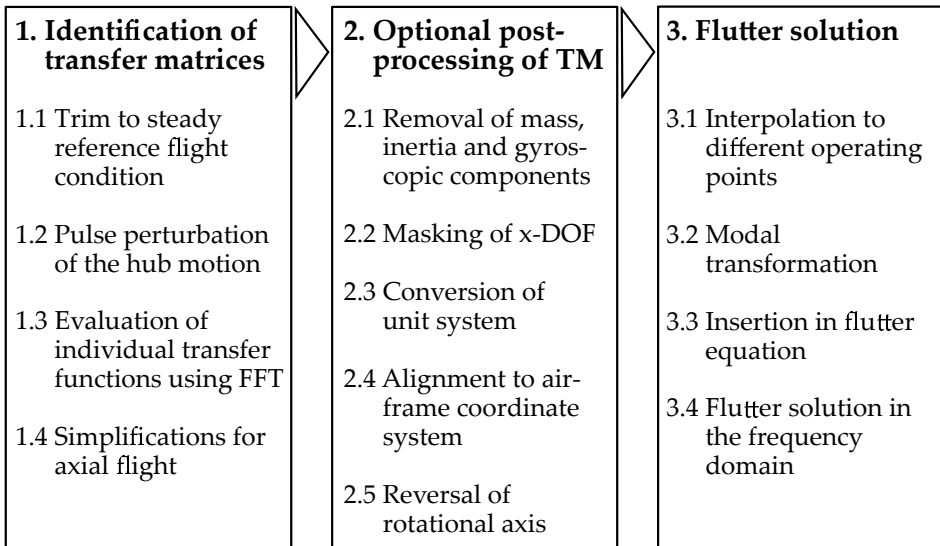 1. Identification of
transfer matrices
1.1 Trim to steady
reference flight
condition
1.2 Pulse perturbation
of the hub motion
1.3 Evaluation of
individual transfer
functions using FFT
1.4 Simplifications for
axial flight
2. Optional post-
processing of TM
2.1 Removal of mass,
inertia and gyros-
copic components
2.2 Masking of x-DOF
2.3 Conversion of
unit system
2.4 Alignment to air-
frame coordinate
system
2.5 Reversal of
rotational axis
3. Flutter solution
3.1 Interpolation to
different operating
points
3.2 Modal
transformation
3.3 Insertion in flutter
equation
3.4 Flutter solution in
the frequency
domain